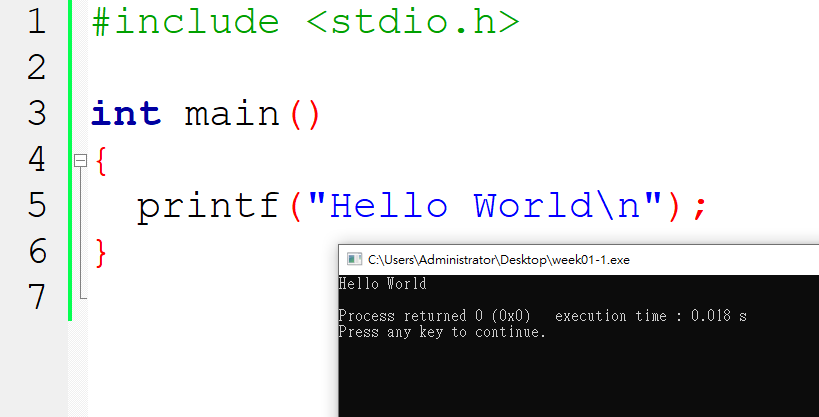 1 #include <stdio.h>
2
3 int main()
4 {
5 printf("Hello World\n");
6 }
7
C:\Users\Administrator\Desktop\week01-1.exe
Hello World
Process returned 0 (0x0) execution time : 0.018 s
Press any key to continue.